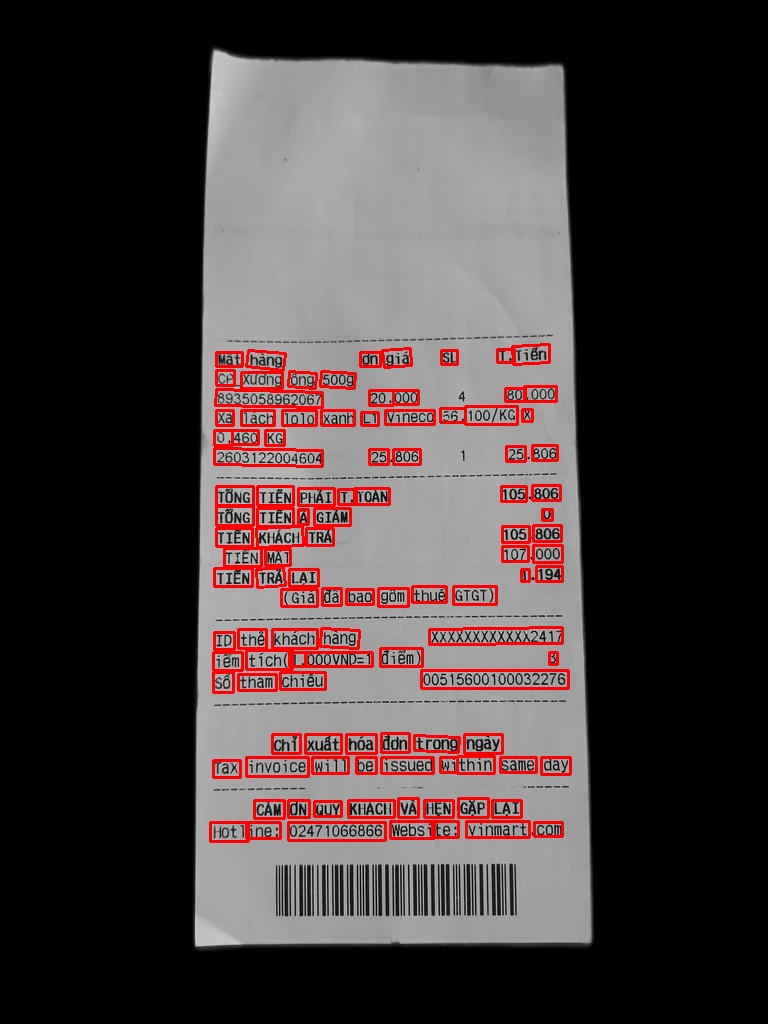 Mặt hàng Đơn giá SL T.Tiền
CP_Xương ống 500g
8935058962067 20.000 4 80.000
Xà lách lolo xanh L1 Vineco 56.100/KG x
0,460 KG
2603122004604 25.806 1 25.806
TỔNG TIỀN PHẢI T.TOÁN 105.806
TỔNG TIỀN ĐÃ GIẢM 0
TIỀN KHÁCH TRẢ 105.806
TIỀN MẶT 107.000
TIỀN TRẢ LẠI 1.194
(Giá đã bao gồm thuế GTGT)
ID thẻ khách hàng XXXXXXXXXXXX2417
Điểm tích(1.000VND=1 điểm) 8
Số tham chiếu 00515600100032276
Chỉ xuất hóa đơn trong ngày
Tax invoice will be issued within same day
CẢM ƠN QUÝ KHÁCH VÀ HẸN GẶP LẠI
Hotline: 02471066866 Website: vinmart.com